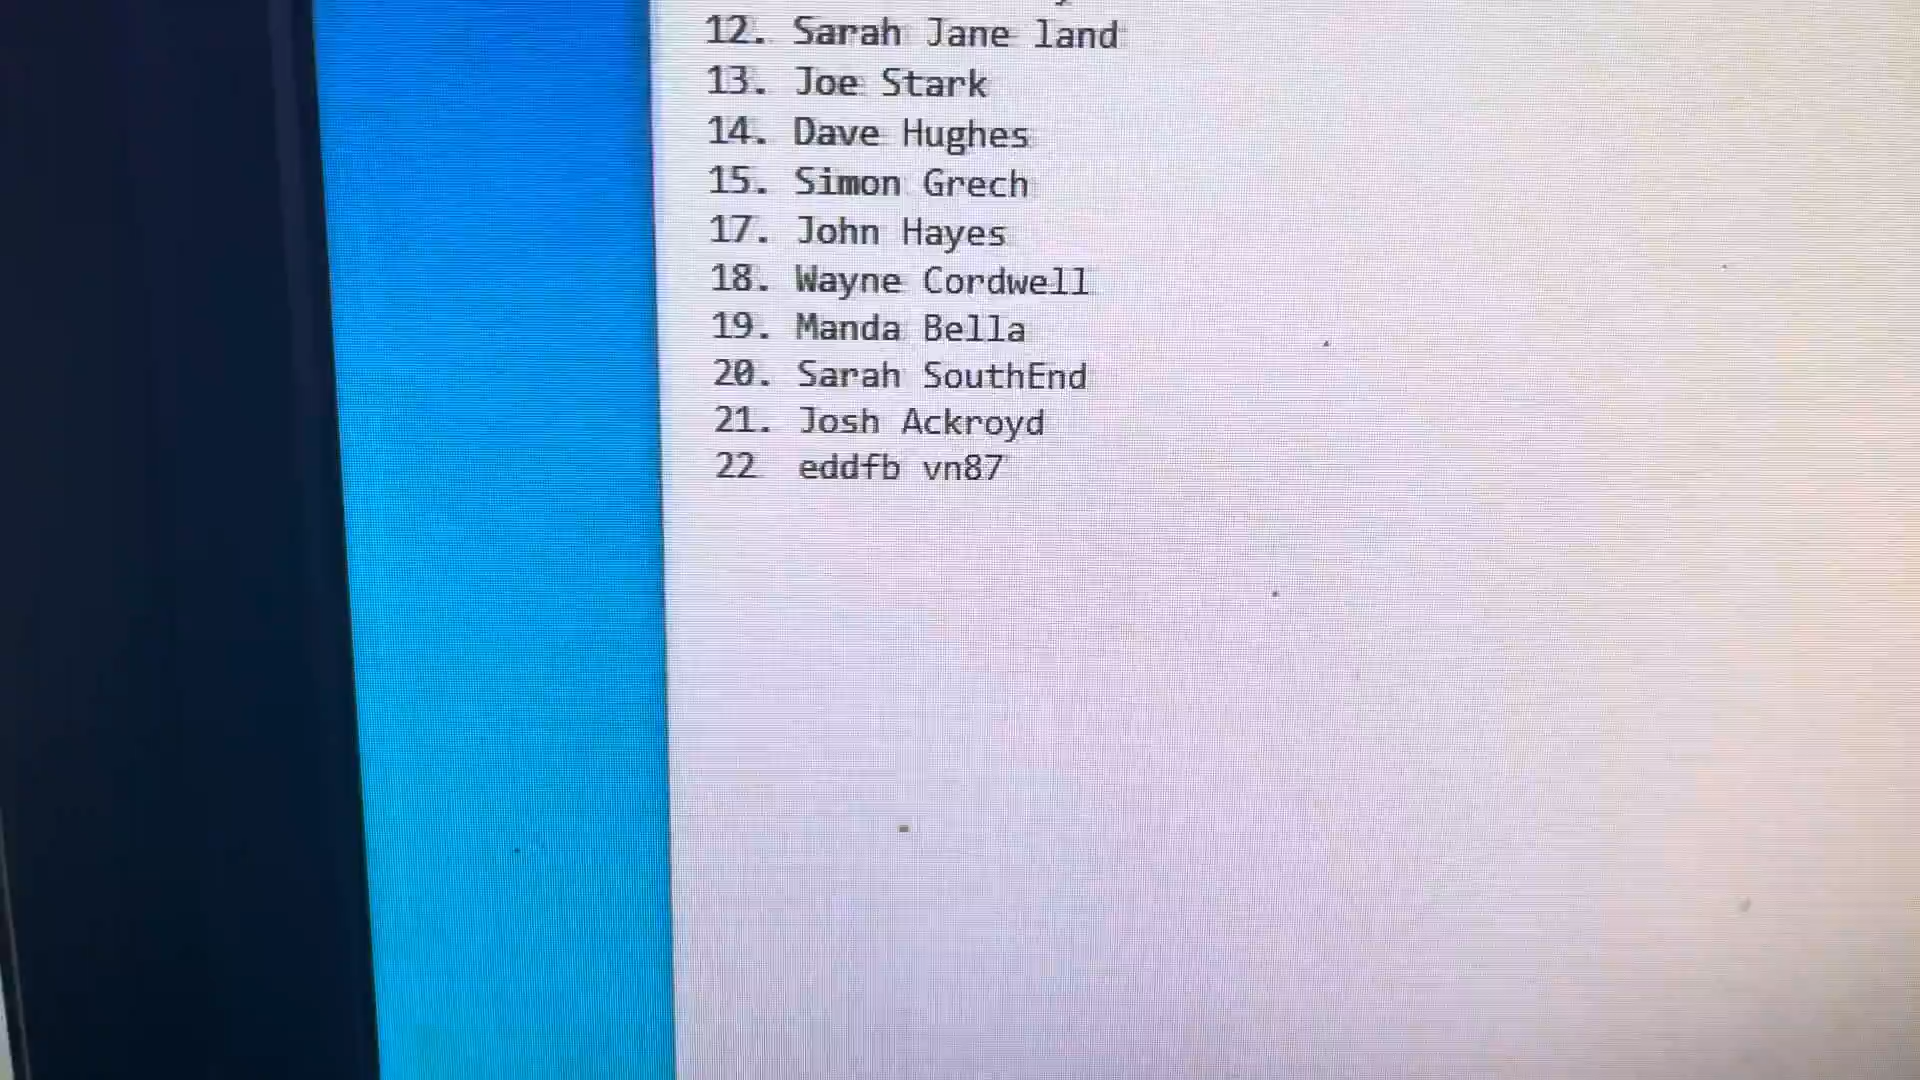 12. Sarah Jane land
13. Joe Stark
14. Dave Hughes
15. Simon Grech
17. John Hayes
18. Wayne Cordwell
19. Manda Bella
20. Sarah SouthEnd
21. Josh Ackroyd
22 eddfb vn87